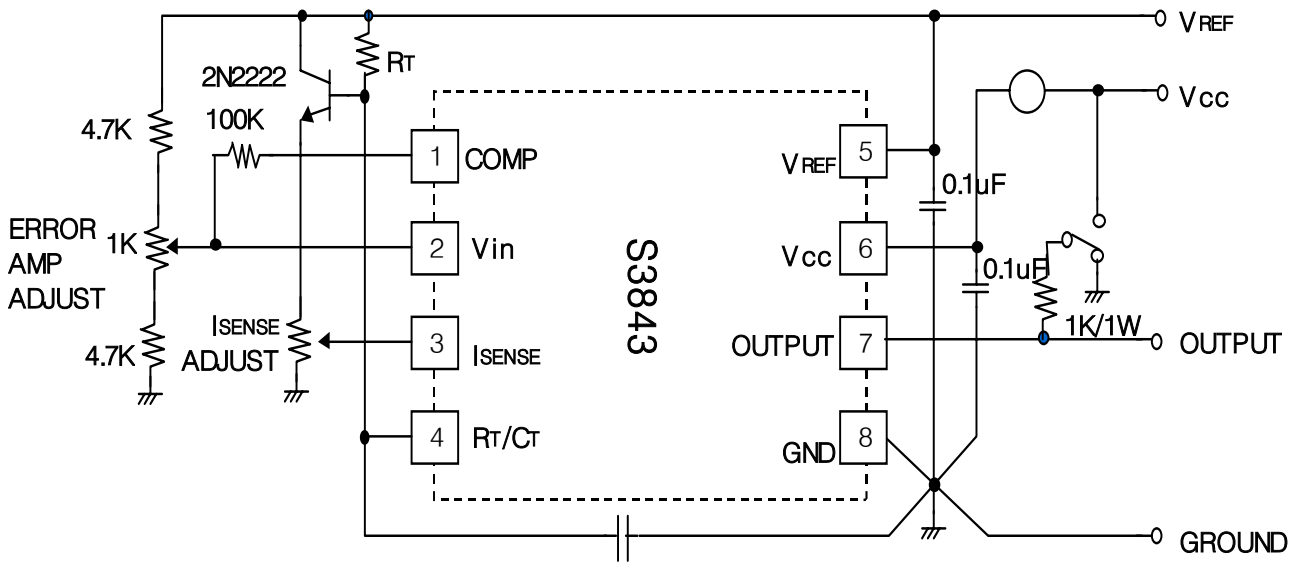 VREF
RT
2N2222
VCC
100K
4.7K
1
COMP
5
VREF
0.1uF
ERROR
AMP
ADJUST
1K
2
Vin
S3843
6
VCC
0.1uF
4.7K
ISENSE
ADJUST
3
ISENSE
OUTPUT
7
1K/1W
OUTPUT
4
RT/CT
GND
8
GROUND